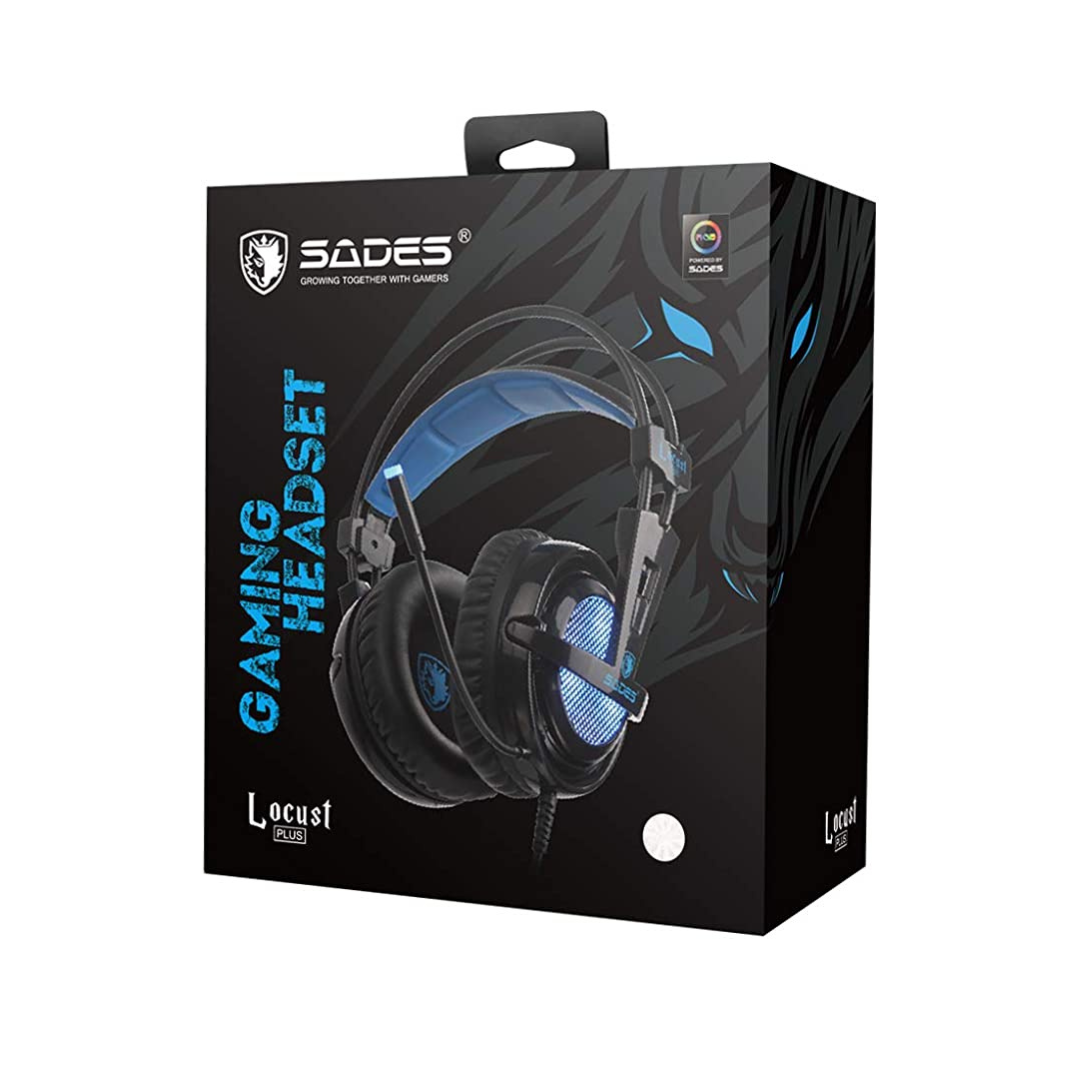 SADES®
GROWING TOGETHER WITH GAMERS
RGB
POWERED BY
SADES
GAMING
HEADSET
Locust
SADES
Locust
PLUS
Locust
PLUS